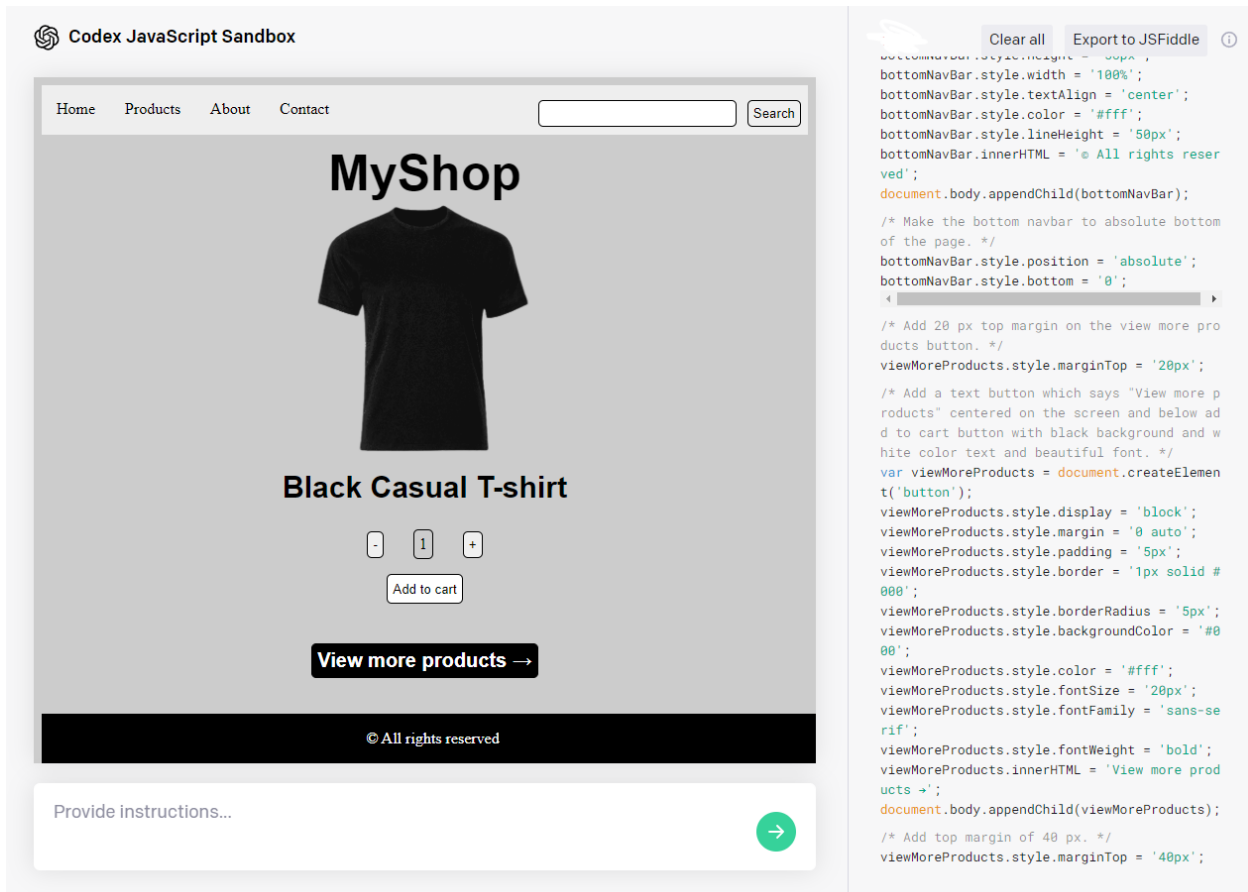 Codex JavaScript Sandbox
Clear all
Export to JSFiddle
Home
Products
About
Contact
Search
MyShop
Black Casual T-shirt
-
1
+
Add to cart
View more products →
© All rights reserved
Provide instructions...
bottomNavBar.style.width = '100%';
bottomNavBar.style.textAlign = 'center';
bottomNavBar.style.color = '#fff';
bottomNavBar.style.lineHeight = '50px';
bottomNavBar.innerHTML = '© All rights reser
ved';
document.body.appendChild(bottomNavBar);
/* Make the bottom navbar to absolute bottom
of the page. */
bottomNavBar.style.position = 'absolute';
bottomNavBar.style.bottom = '0';
/* Add 20 px top margin on the view more pro
ducts button. */
viewMoreProducts.style.marginTop = '20px';
/* Add a text button which says "View more p
roducts" centered on the screen and below ad
d to cart button with black background and w
hite color text and beautiful font. */
var viewMoreProducts = document.createElemen
t('button');
viewMoreProducts.style.display = 'block';
viewMoreProducts.style.margin = '0 auto';
viewMoreProducts.style.padding = '5px';
viewMoreProducts.style.border = '1px solid #
000';
viewMoreProducts.style.borderRadius = '5px';
viewMoreProducts.style.backgroundColor = '#0
00';
viewMoreProducts.style.color = '#fff';
viewMoreProducts.style.fontSize = '20px';
viewMoreProducts.style.fontFamily = 'sans-se
rif';
viewMoreProducts.style.fontWeight = 'bold';
viewMoreProducts.innerHTML = 'View more prod
ucts →';
document.body.appendChild(viewMoreProducts);
/* Add top margin of 40 px. */
viewMoreProducts.style.marginTop = '40px';